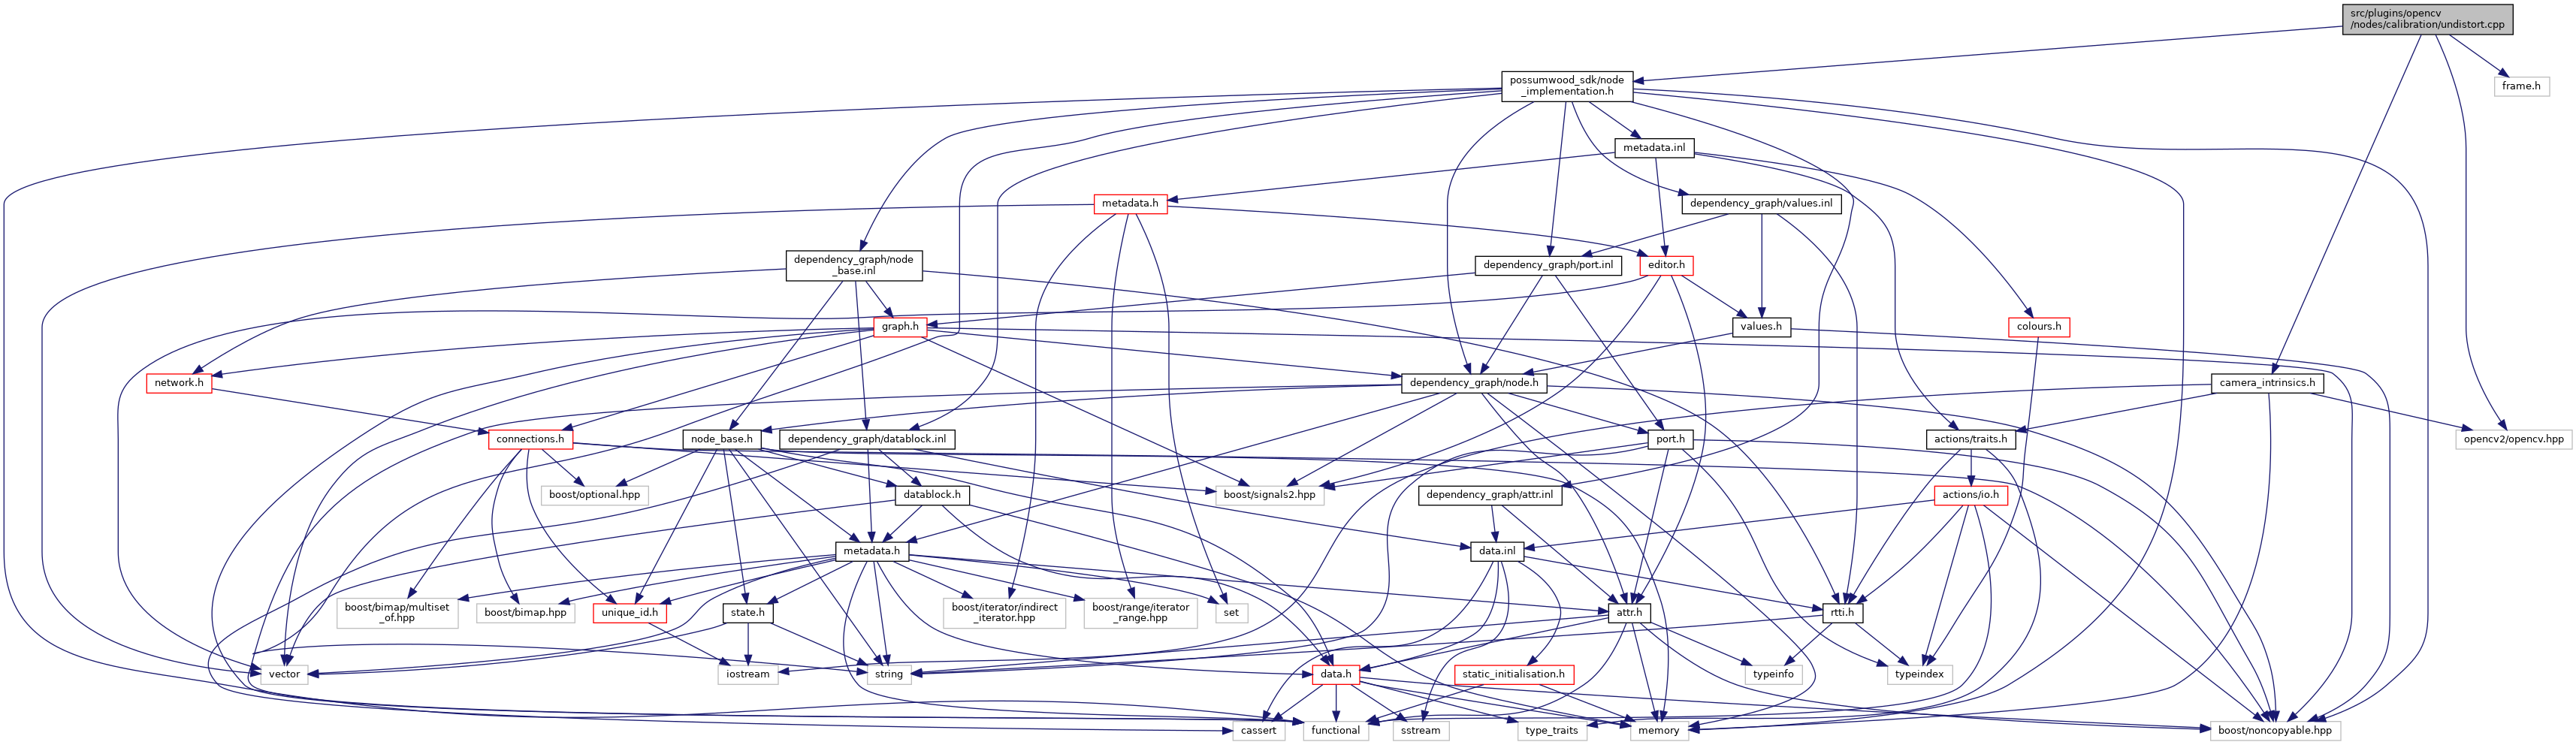 src/plugins/opencv
/nodes/calibration/undistort.cpp
possumwood_sdk/node
_implementation.h
frame.h
metadata.inl
metadata.h
dependency_graph/values.inl
dependency_graph/node
_base.inl
dependency_graph/port.inl
editor.h
graph.h
values.h
colours.h
network.h
dependency_graph/node.h
camera_intrinsics.h
connections.h
node_base.h
dependency_graph/datablock.inl
port.h
actions/traits.h
opencv2/opencv.hpp
boost/optional.hpp
datablock.h
boost/signals2.hpp
dependency_graph/attr.inl
actions/io.h
metadata.h
data.inl
boost/bimap/multiset
_of.hpp
boost/bimap.hpp
unique_id.h
state.h
boost/iterator/indirect
_iterator.hpp
boost/range/iterator
_range.hpp
set
attr.h
rtti.h
vector
iostream
string
data.h
static_initialisation.h
typeinfo
typeindex
cassert
functional
sstream
type_traits
memory
boost/noncopyable.hpp